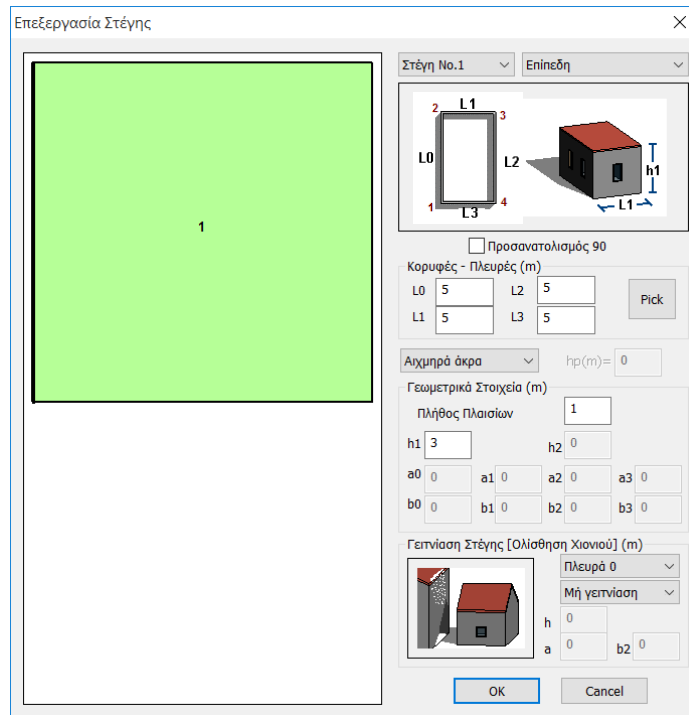 Επεξεργασία Στέγης
1
Στέγη No.1 Επίπεδη
2 L1 3
L0 L2 h1
1 L3 4 L1
Προσανατολισμός 90
Κορυφές - Πλευρές (m)
L0 5 L2 5
Pick
L1 5 L3 5
Αιχμηρά άκρα hp(m)= 0
Γεωμετρικά Στοιχεία (m)
Πλήθος Πλαισίων 1
h1 3 h2 0
a0 0 a1 0 a2 0 a3 0
b0 0 b1 0 b2 0 b3 0
Γειτνίαση Στέγης [Ολίσθηση Χιονιού] (m)
Πλευρά 0
Μή γειτνίαση
h 0
a 0 b2 0
OK Cancel